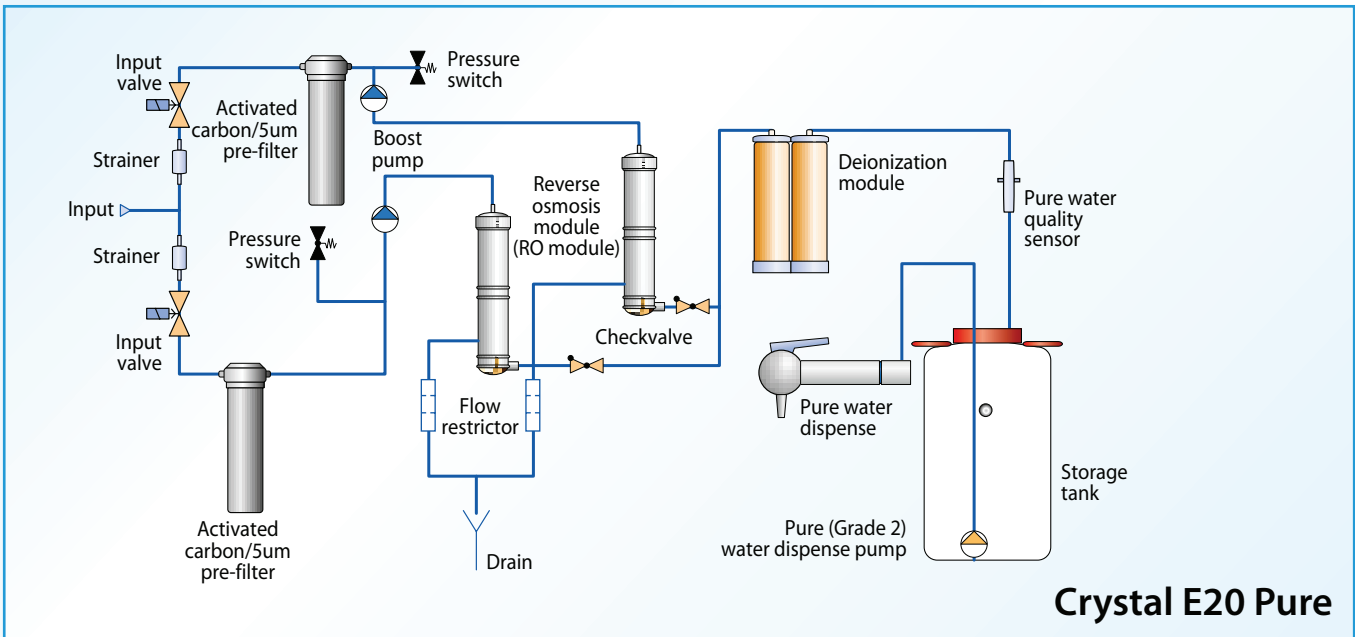 Input
valve
Pressure
switch
Activated
carbon/5um
pre-filter
Boost
pump
Strainer
Input
Strainer
Pressure
switch
Input
valve
Reverse
osmosis
module
(RO module)
Deionization
module
Pure water
quality
sensor
Checkvalve
Flow
restrictor
Pure water
dispense
Storage
tank
Activated
carbon/5um
pre-filter
Drain
Pure (Grade 2)
water dispense pump
Crystal E20 Pure